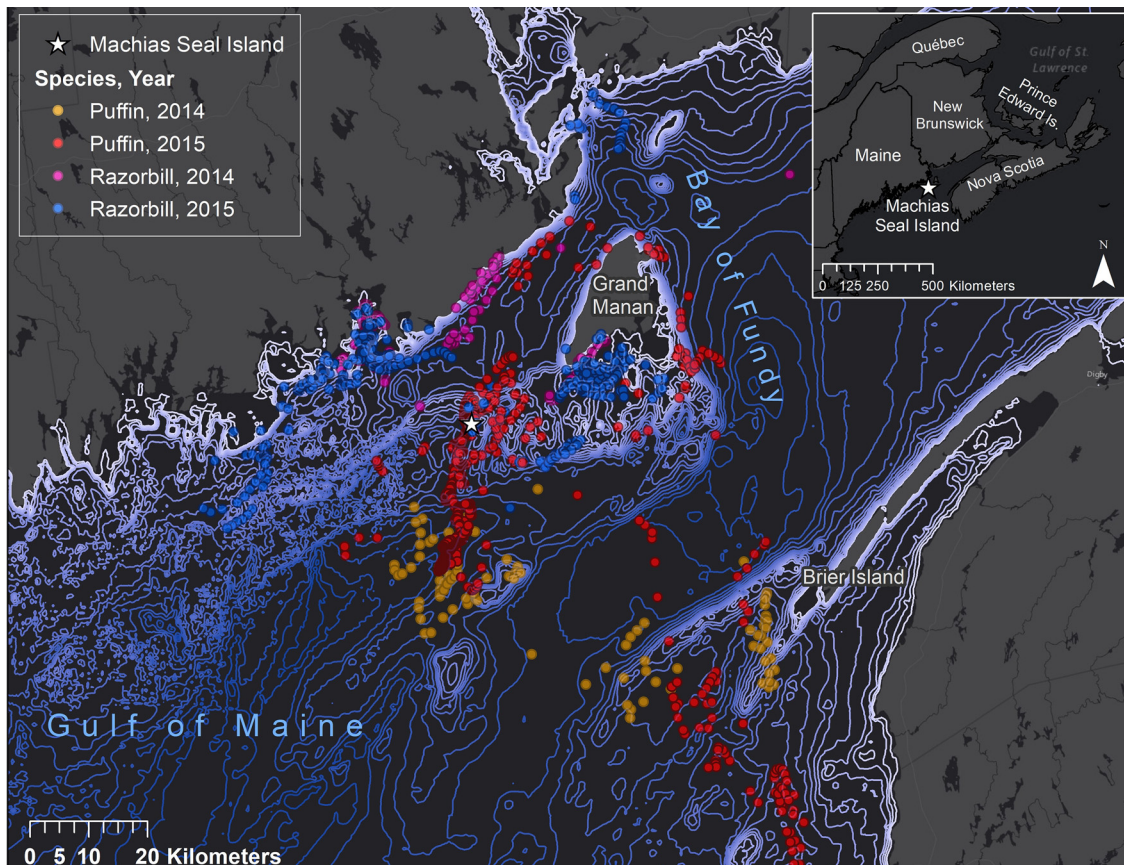 Machias Seal Island
Species, Year
Puffin, 2014
Puffin, 2015
Razorbill, 2014
Razorbill, 2015
Québec
Gulf of St.
Lawrence
Prince
Edward Is.
New
Brunswick
Maine
Nova Scotia
Machias
Seal Island
N
0 125 250 500 Kilometers
Bay
of
Fundy
Grand
Manan
Digby
Brier Island
Gulf of Maine
0 5 10 20 Kilometers